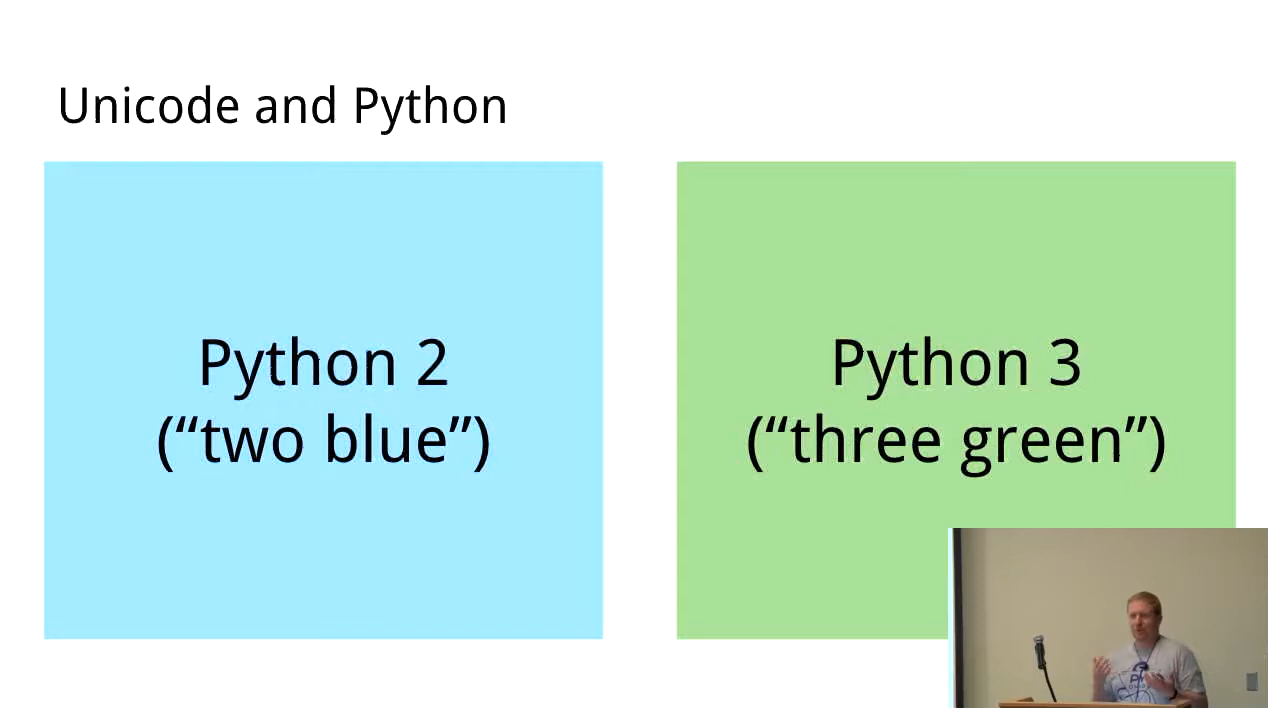 Unicode and Python
Python 2
(“two blue”)
Python 3
(“three green”)